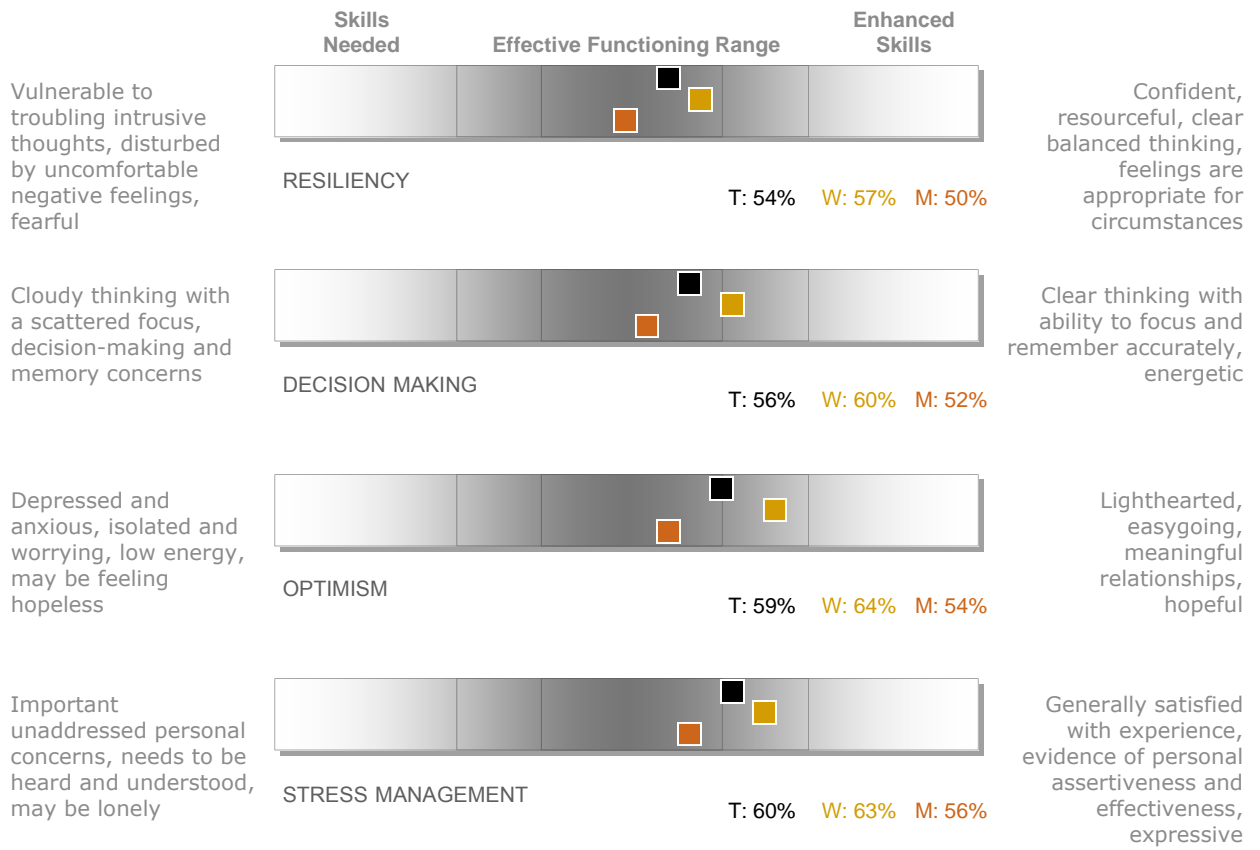 Skills
Needed
Effective Functioning Range
Enhanced
Skills
Vulnerable to
troubling intrusive
thoughts, disturbed
by uncomfortable
negative feelings,
fearful
RESILIENCY
T: 54% W: 57% M: 50%
Confident,
resourceful, clear
balanced thinking,
feelings are
appropriate for
circumstances
Cloudy thinking with
a scattered focus,
decision-making and
memory concerns
DECISION MAKING
T: 56% W: 60% M: 52%
Clear thinking with
ability to focus and
remember accurately,
energetic
Depressed and
anxious, isolated and
worrying, low energy,
may be feeling
hopeless
OPTIMISM
T: 59% W: 64% M: 54%
Lighthearted,
easygoing,
meaningful
relationships,
hopeful
Important
unaddressed personal
concerns, needs to be
heard and understood,
may be lonely
STRESS MANAGEMENT
T: 60% W: 63% M: 56%
Generally satisfied
with experience,
evidence of personal
assertiveness and
effectiveness,
expressive